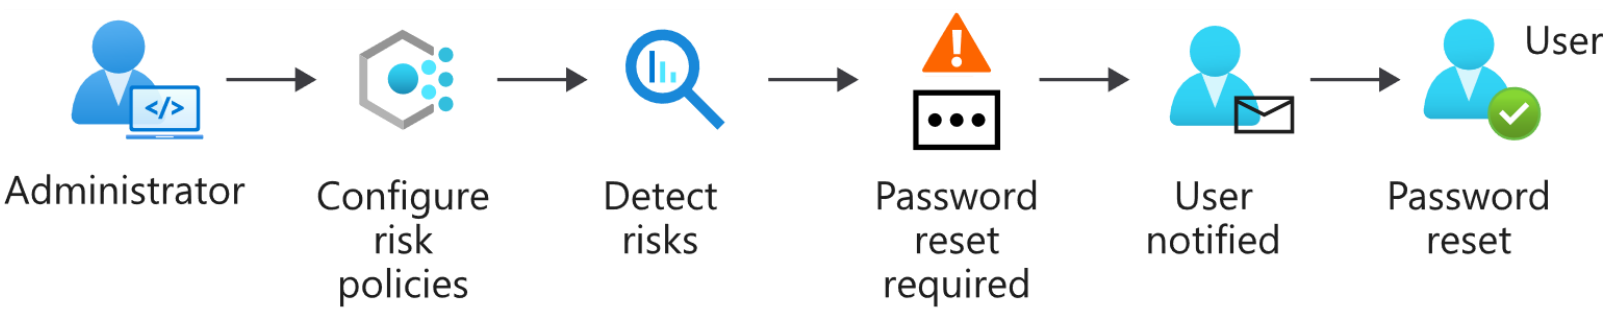 Administrator
</>
Configure
risk
policies
Detect
risks
Password
reset
required
User
notified
User
Password
reset